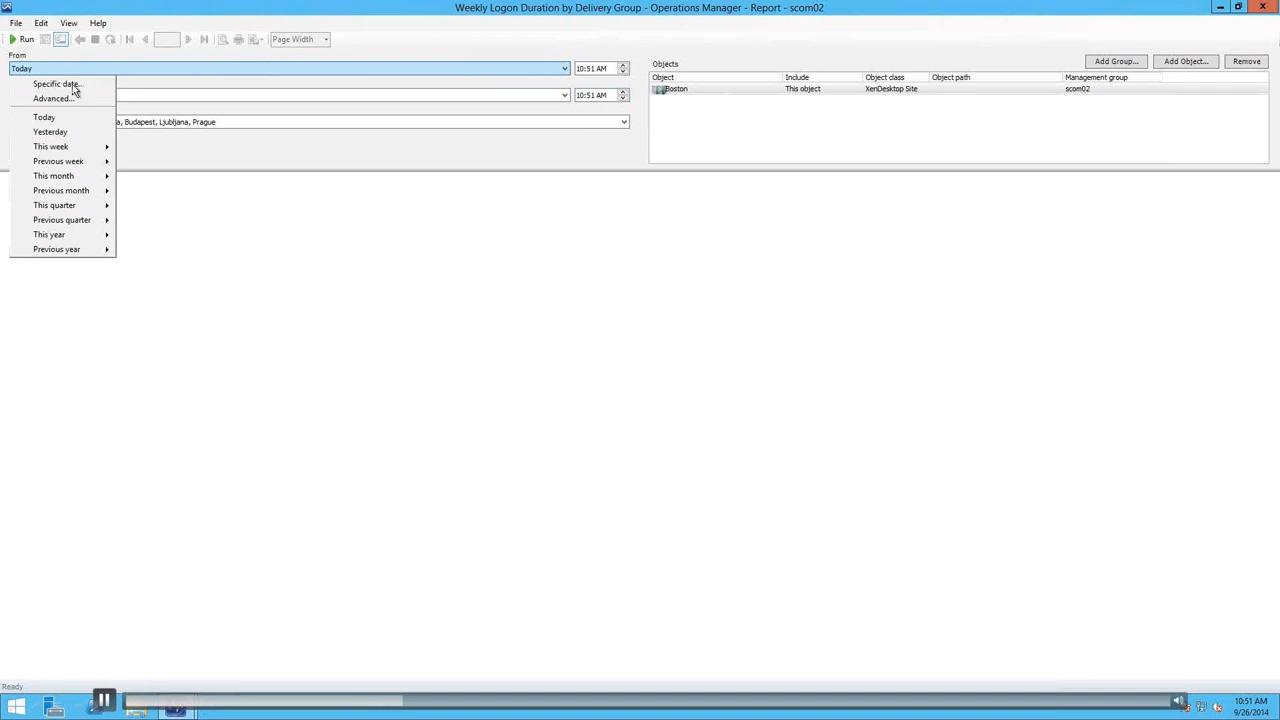 Weekly Logon Duration by Delivery Group - Operations Manager - Report - scom02
File Edit View Help
Run Page Width
From
Today 10:51 AM
Specific date...
Advanced...
10:51 AM
Today
Budapest, Ljubljana, Prague
Yesterday
This week
Previous week
This month
Previous month
This quarter
Previous quarter
This year
Previous year
Objects
Add Group... Add Object... Remove
Object Include Object class Object path Management group
Boston This object XenDesktop Site scom02
Ready
10:51 AM
9/26/2014